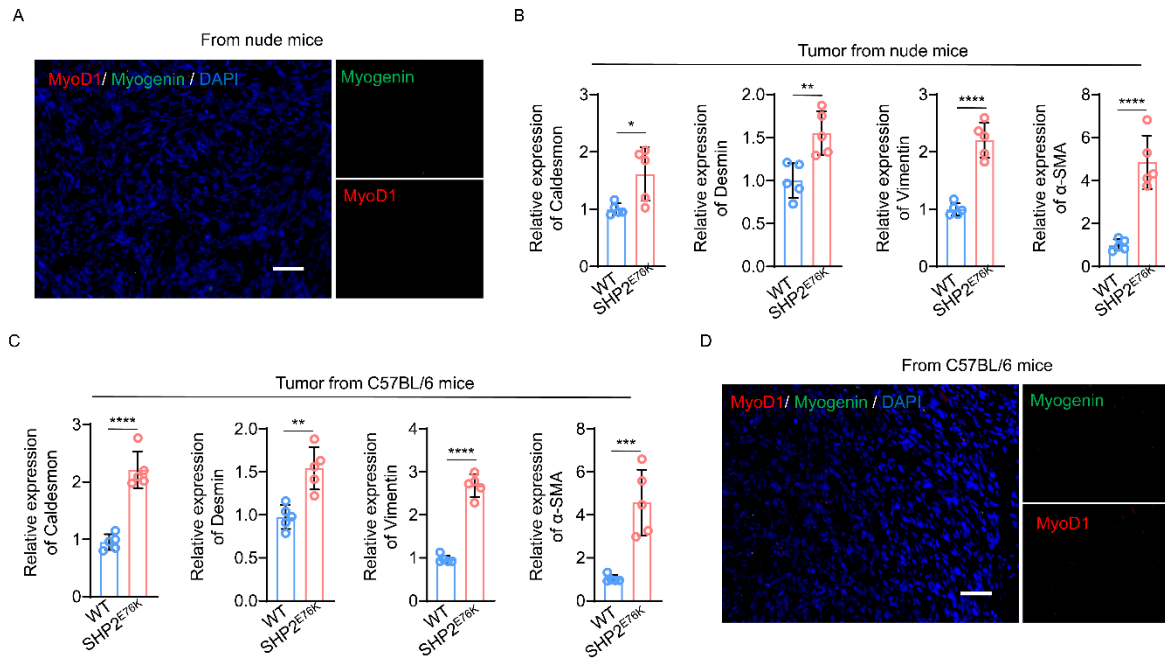 A
From nude mice
MyoD1/ Myogenin / DAPI
Myogenin
MyoD1
B
Tumor from nude mice
Relative expression
of Caldesmon
3
2
1
0
*
WT
SHP2E76K
Relative expression
of Desmin
2.0
1.5
1.0
0.5
0.0
**
WT
SHP2E76K
Relative expression
of Vimentin
3
2
1
0
****
WT
SHP2E76K
Relative expression
of α-SMA
8
6
4
2
0
****
WT
SHP2E76K
C
Tumor from C57BL/6 mice
Relative expression
of Caldesmon
3
2
1
0
****
WT
SHP2E76K
Relative expression
of Desmin
2.0
1.5
1.0
0.5
0.0
**
WT
SHP2E76K
Relative expression
of Vimentin
4
3
2
1
0
****
WT
SHP2E76K
Relative expression
of α-SMA
8
6
4
2
0
***
WT
SHP2E76K
D
From C57BL/6 mice
MyoD1/ Myogenin / DAPI
Myogenin
MyoD1